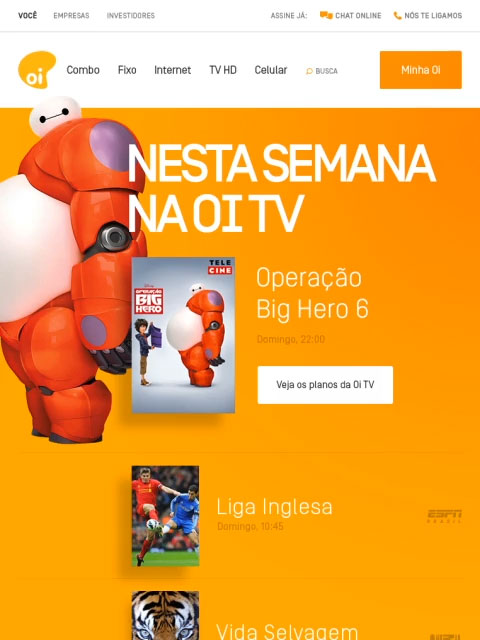 VOCÊ EMPRESAS INVESTIDORES ASSINE JÁ: CHAT ONLINE NÓS TE LIGAMOS
oi Combo Fixo Internet TV HD Celular BUSCA Minha Oi
NESTA SEMANA
NA OI TV
TELE
CINE
Disney
OPERAÇÃO
BIG
HERO
Operação
Big Hero 6
Domingo, 22:00
Veja os planos da Oi TV
Liga Inglesa
Domingo, 10:45
ESPN
BRASIL
Vida Selvagem